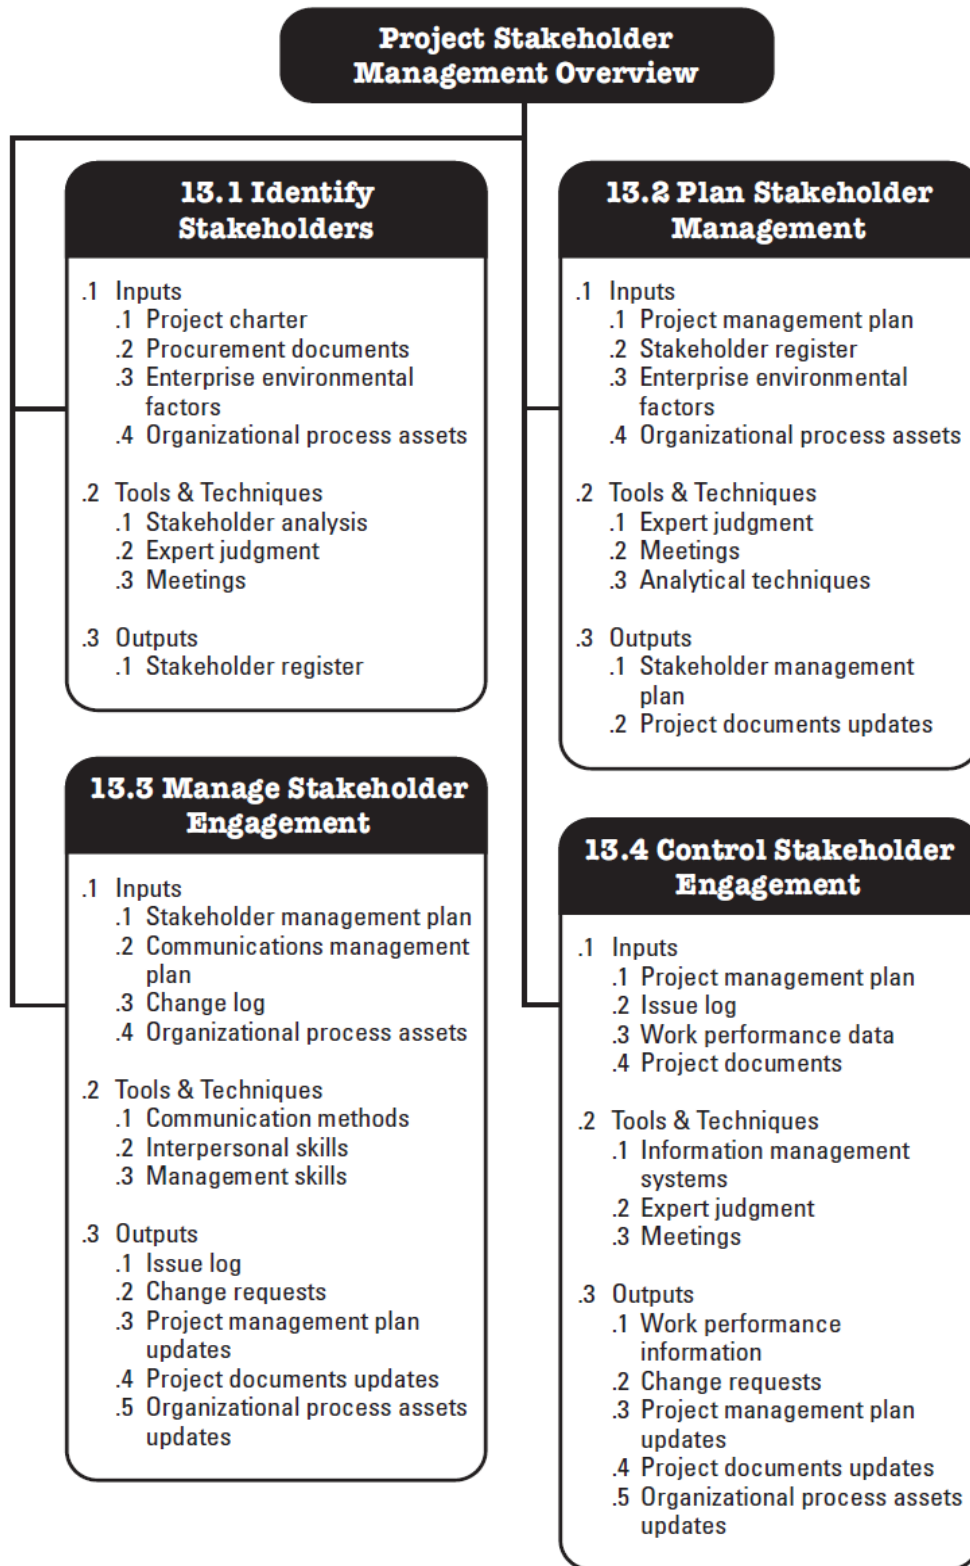 Project Stakeholder
Management Overview
13.1 Identify
Stakeholders
.1 Inputs
.1 Project charter
.2 Procurement documents
.3 Enterprise environmental
factors
.4 Organizational process assets
.2 Tools & Techniques
.1 Stakeholder analysis
.2 Expert judgment
.3 Meetings
.3 Outputs
.1 Stakeholder register
13.2 Plan Stakeholder
Management
.1 Inputs
.1 Project management plan
.2 Stakeholder register
.3 Enterprise environmental
factors
.4 Organizational process assets
.2 Tools & Techniques
.1 Expert judgment
.2 Meetings
.3 Analytical techniques
.3 Outputs
.1 Stakeholder management
plan
.2 Project documents updates
13.3 Manage Stakeholder
Engagement
.1 Inputs
.1 Stakeholder management plan
.2 Communications management
plan
.3 Change log
.4 Organizational process assets
.2 Tools & Techniques
.1 Communication methods
.2 Interpersonal skills
.3 Management skills
.3 Outputs
.1 Issue log
.2 Change requests
.3 Project management plan
updates
.4 Project documents updates
.5 Organizational process assets
updates
13.4 Control Stakeholder
Engagement
.1 Inputs
.1 Project management plan
.2 Issue log
.3 Work performance data
.4 Project documents
.2 Tools & Techniques
.1 Information management
systems
.2 Expert judgment
.3 Meetings
.3 Outputs
.1 Work performance
information
.2 Change requests
.3 Project management plan
updates
.4 Project documents updates
.5 Organizational process assets
updates